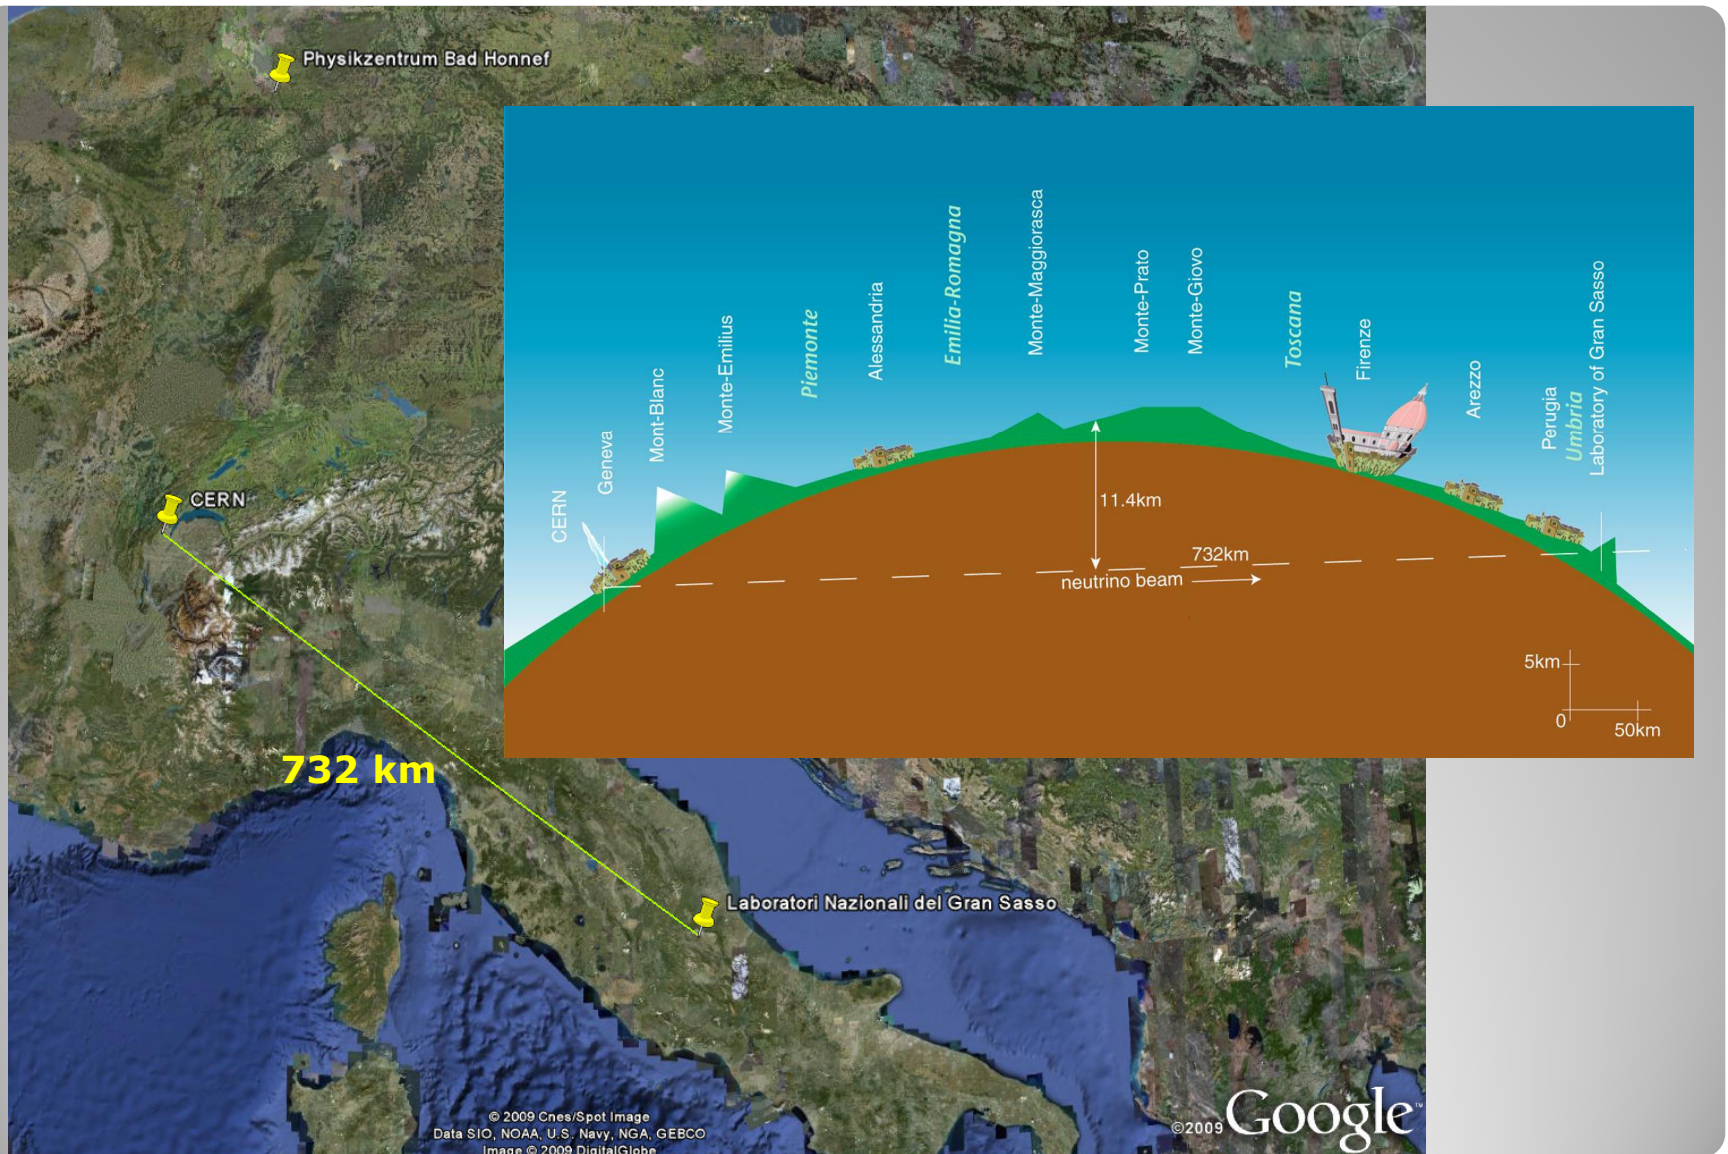 Physikzentrum Bad Honnef
CERN
732 km
Laboratori Nazionali del Gran Sasso
CERN
Geneva
Mont-Blanc
Monte-Emilius
Piemonte
Alessandria
Emilia-Romagna
Monte-Maggiorasca
Monte-Prato
Monte-Giovo
Toscana
Firenze
Arezzo
Perugia
Umbria
Laboratory of Gran Sasso
11.4km
732km
neutrino beam
5km
0
50km
© 2009 Cnes/Spot Image
Data SIO, NOAA, U.S. Navy, NGA, GEBCO
Image © 2009 DigitalGlobe
©2009 Google™